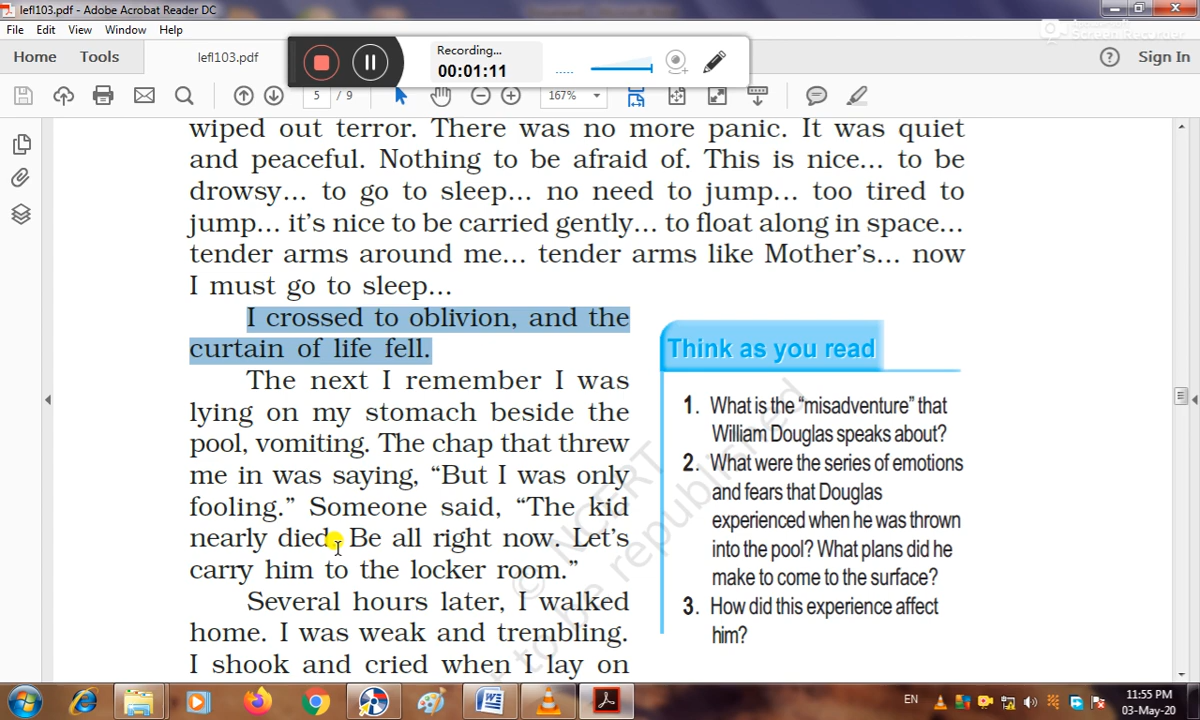 lefl103.pdf - Adobe Acrobat Reader DC
File Edit View Window Help
Home Tools lefl103.pdf
Recording...
00:01:11
Screen Recorder
Sign In
5 / 9
167%
wiped out terror. There was no more panic. It was quiet
and peaceful. Nothing to be afraid of. This is nice... to be
drowsy... to go to sleep... no need to jump... too tired to
jump... it's nice to be carried gently... to float along in space...
tender arms around me... tender arms like Mother's... now
I must go to sleep...
I crossed to oblivion, and the
curtain of life fell.
The next I remember I was
lying on my stomach beside the
pool, vomiting. The chap that threw
me in was saying, “But I was only
fooling.” Someone said, “The kid
nearly died. Be all right now. Let's
carry him to the locker room.”
Several hours later, I walked
home. I was weak and trembling.
I shook and cried when I lay on
Think as you read
1. What is the “misadventure” that
William Douglas speaks about?
2. What were the series of emotions
and fears that Douglas
experienced when he was thrown
into the pool? What plans did he
make to come to the surface?
3. How did this experience affect
him?
© NCERT
to be republished
EN
11:55 PM
03-May-20